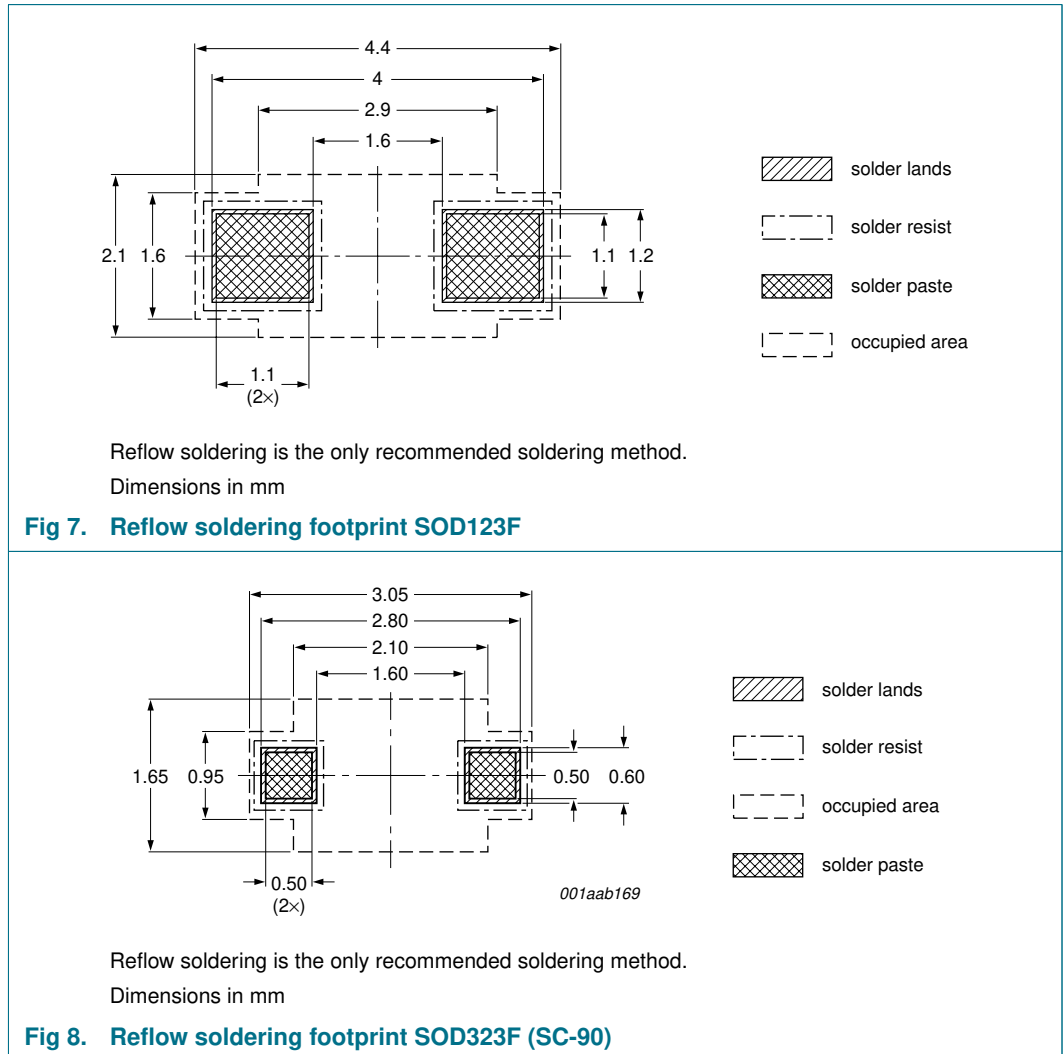 4.4
4
2.9
1.6
2.1 1.6 1.1 1.2
1.1
(2×)
solder lands
solder resist
solder paste
occupied area
Reflow soldering is the only recommended soldering method.
Dimensions in mm
Fig 7. Reflow soldering footprint SOD123F
3.05
2.80
2.10
1.60
1.65 0.95 0.50 0.60
0.50
(2×)
001aab169
solder lands
solder resist
occupied area
solder paste
Reflow soldering is the only recommended soldering method.
Dimensions in mm
Fig 8. Reflow soldering footprint SOD323F (SC-90)